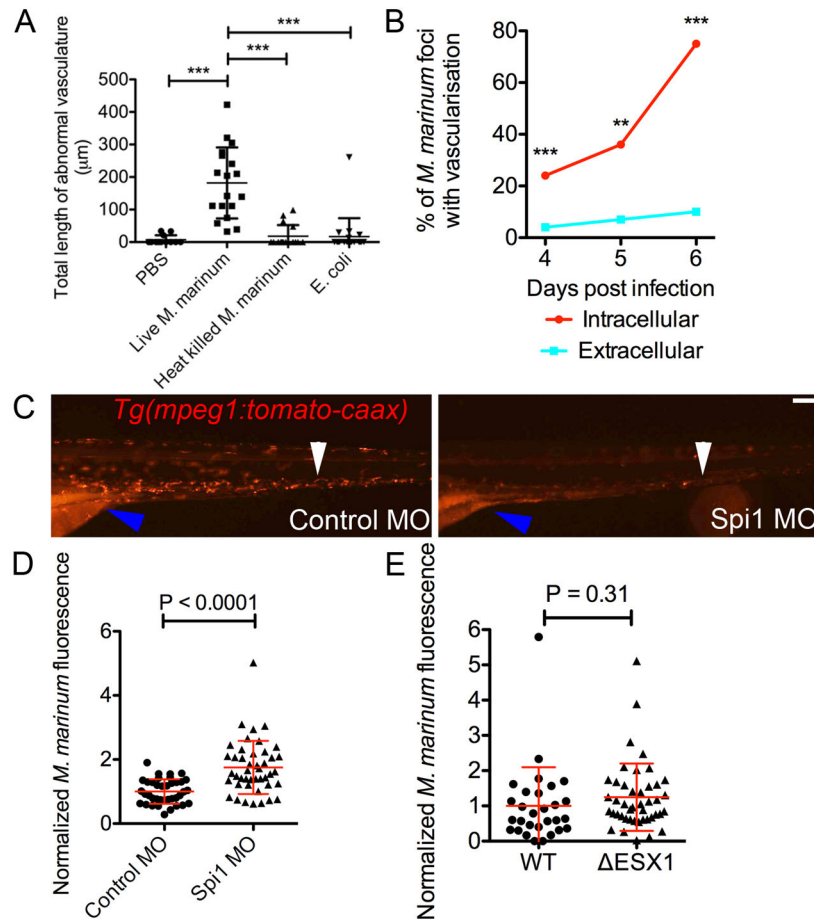 A
Total length of abnormal vasculature
(µm)
500
400
300
200
100
0
***
***
***
PBS
Live M. marinum
Heat killed M. marinum
E. coli
B
% of M. marinum foci
with vascularisation
80
60
40
20
0
***
**
***
4
5
6
Days post infection
Intracellular
Extracellular
C
Tg(mpeg1:tomato-caax)
Control MO
Spi1 MO
D
Normalized M. marinum fluorescence
P < 0.0001
6
4
2
0
Control MO
Spi1 MO
E
Normalized M. marinum fluorescence
P = 0.31
6
5
4
3
2
1
0
WT
ΔESX1